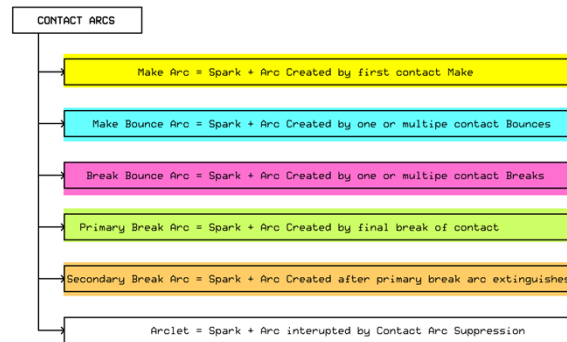 CONTACT ARCS
Make Arc = Spark + Arc Created by first contact Make
Make Bounce Arc = Spark + Arc Created by one or multipe contact Bounces
Break Bounce Arc = Spark + Arc Created by one or multipe contact Breaks
Primary Break Arc = Spark + Arc Created by final break of contact
Secondary Break Arc = Spark + Arc Created after primary break arc extinguishes
Arclet = Spark + Arc interupted by Contact Arc Suppression